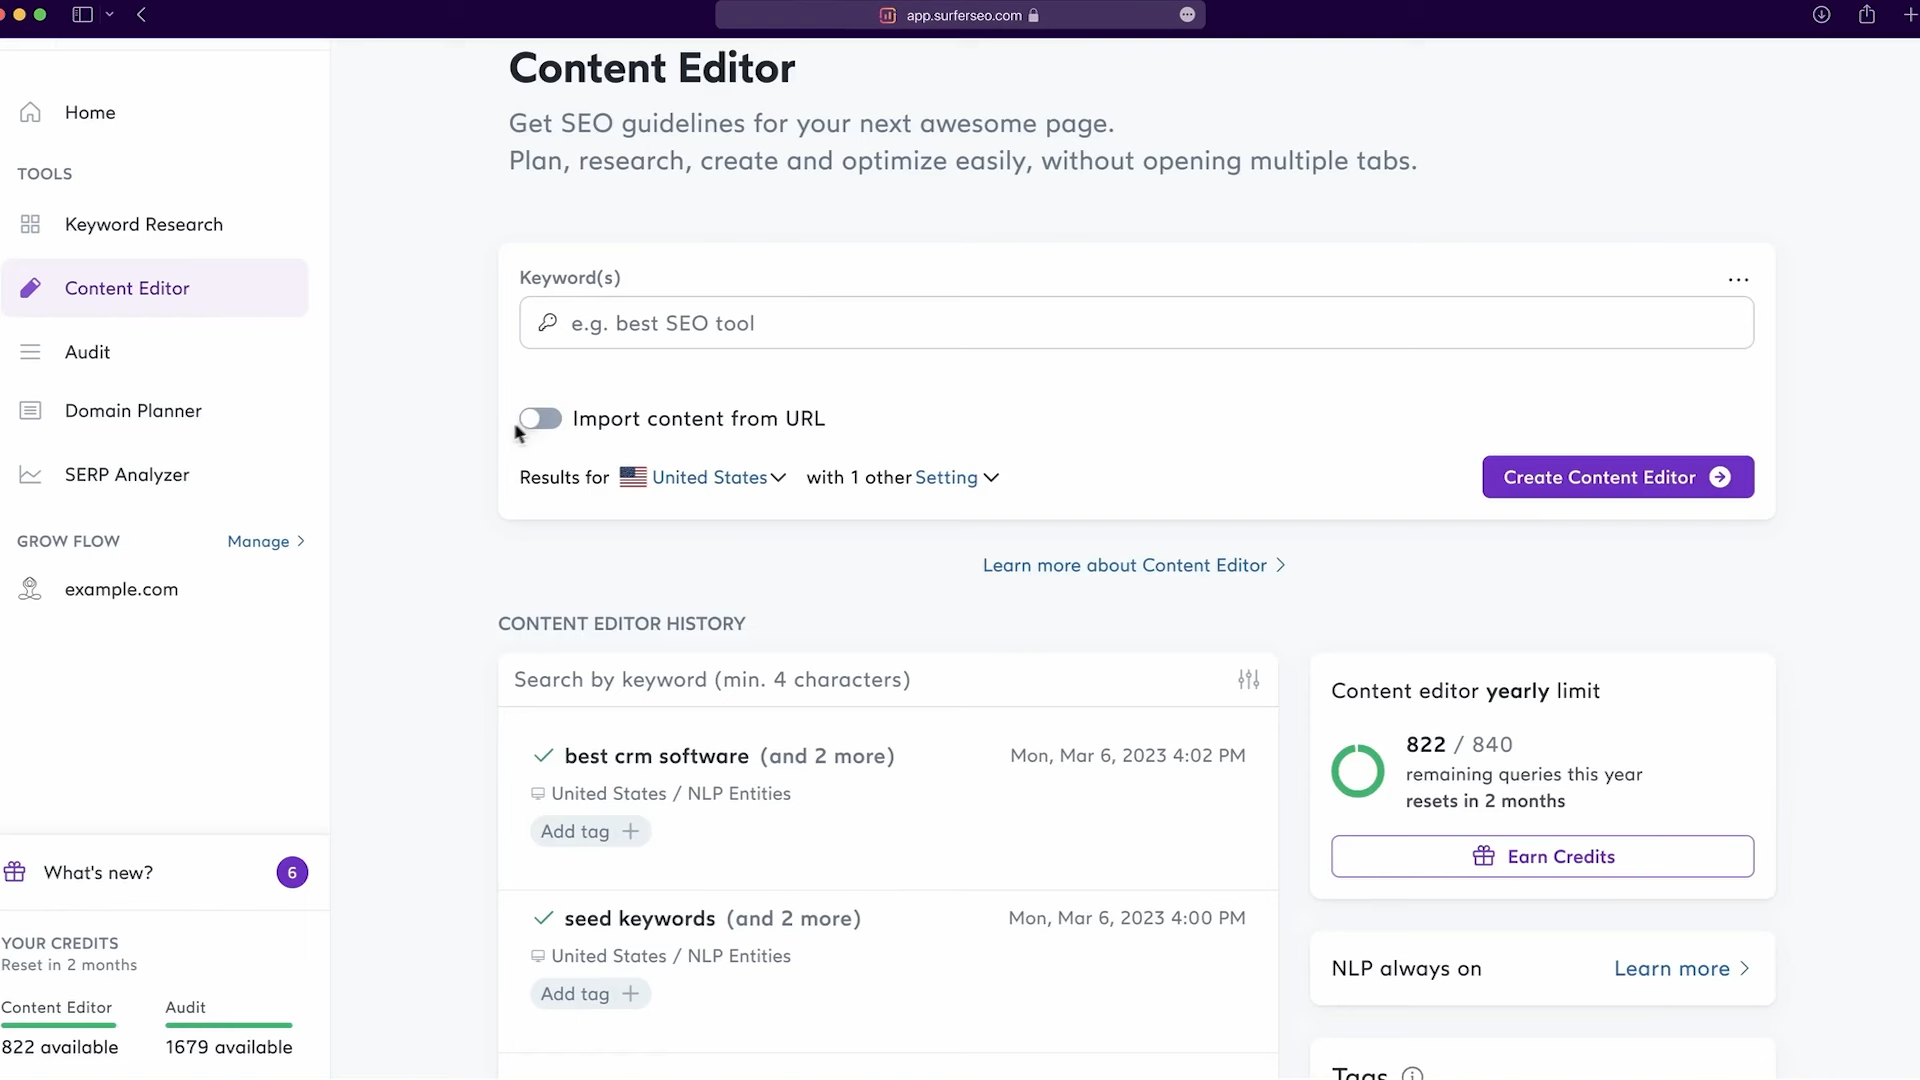 app.surferseo.com
Content Editor
Get SEO guidelines for your next awesome page.
Plan, research, create and optimize easily, without opening multiple tabs.
Home
TOOLS
Keyword Research
Content Editor
Audit
Domain Planner
SERP Analyzer
GROW FLOW
Manage
example.com
What's new?
6
YOUR CREDITS
Reset in 2 months
Content Editor
Audit
822 available
1679 available
Keyword(s)
e.g. best SEO tool
Import content from URL
Results for United States with 1 other Setting
Create Content Editor
Learn more about Content Editor
CONTENT EDITOR HISTORY
Search by keyword (min. 4 characters)
best crm software (and 2 more)
Mon, Mar 6, 2023 4:02 PM
United States / NLP Entities
Add tag
seed keywords (and 2 more)
Mon, Mar 6, 2023 4:00 PM
United States / NLP Entities
Add tag
Content editor yearly limit
822 / 840
remaining queries this year
resets in 2 months
Earn Credits
NLP always on
Learn more
Tags